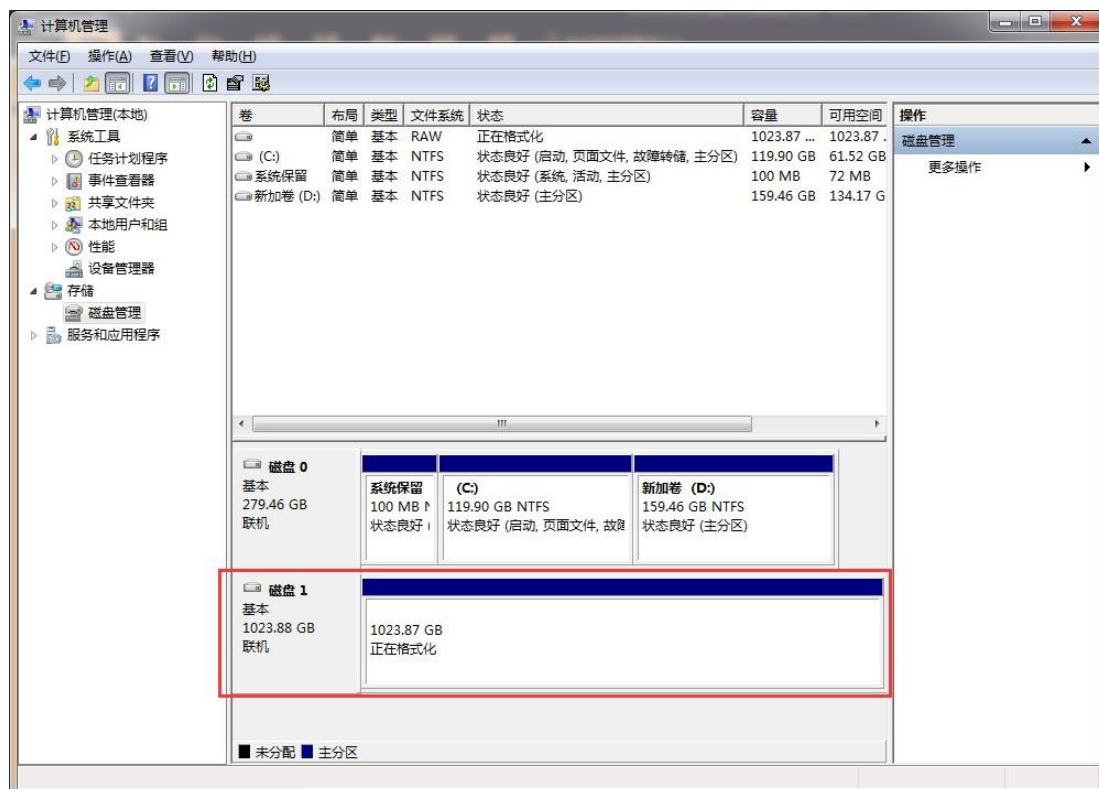 计算机管理
文件(F) 操作(A) 查看(V) 帮助(H)
计算机管理(本地)
系统工具
任务计划程序
事件查看器
共享文件夹
本地用户和组
性能
设备管理器
存储
磁盘管理
服务和应用程序
卷 布局 类型 文件系统 状态 容量 可用空间
简单 基本 RAW 正在格式化 1023.87 ... 1023.87 .
(C:) 简单 基本 NTFS 状态良好 (启动, 页面文件, 故障转储, 主分区) 119.90 GB 61.52 GB
系统保留 简单 基本 NTFS 状态良好 (系统, 活动, 主分区) 100 MB 72 MB
新加卷 (D:) 简单 基本 NTFS 状态良好 (主分区) 159.46 GB 134.17 G
磁盘 0
基本
279.46 GB
联机
系统保留
100 MB N
状态良好 (
(C:)
119.90 GB NTFS
状态良好 (启动, 页面文件, 故障
新加卷 (D:)
159.46 GB NTFS
状态良好 (主分区)
磁盘 1
基本
1023.88 GB
联机
1023.87 GB
正在格式化
未分配 主分区
操作
磁盘管理
更多操作